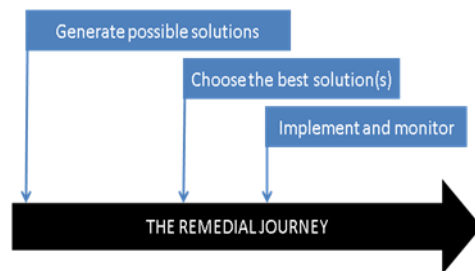 Generate possible solutions
Choose the best solution(s)
Implement and monitor
THE REMEDIAL JOURNEY